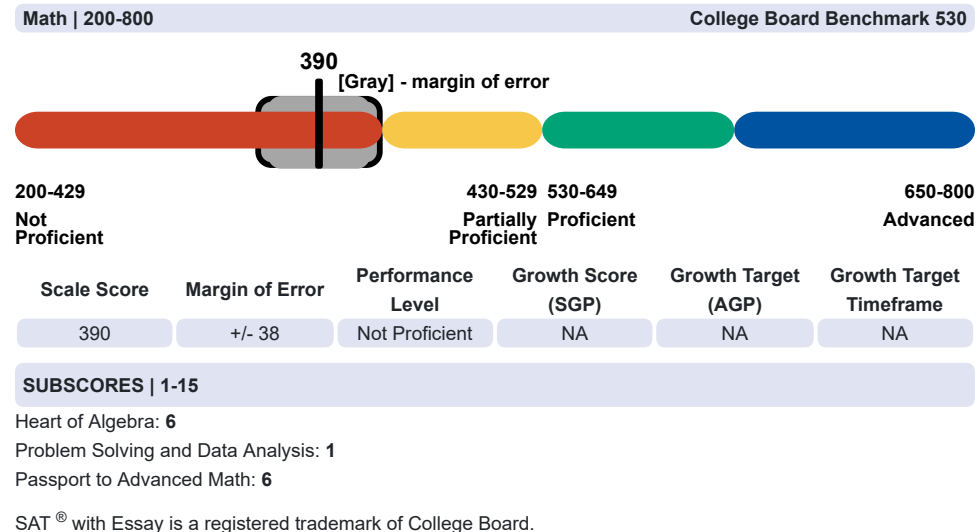 Math | 200-800 College Board Benchmark 530
390
[Gray] - margin of error
200-429 430-529 530-649 650-800
Not Partially Proficient Advanced
Proficient Proficient
Scale Score Margin of Error Performance Level Growth Score (SGP) Growth Target (AGP) Growth Target Timeframe
390 +/- 38 Not Proficient NA NA NA
SUBSCORES | 1-15
Heart of Algebra: 6
Problem Solving and Data Analysis: 1
Passport to Advanced Math: 6
SAT ® with Essay is a registered trademark of College Board.